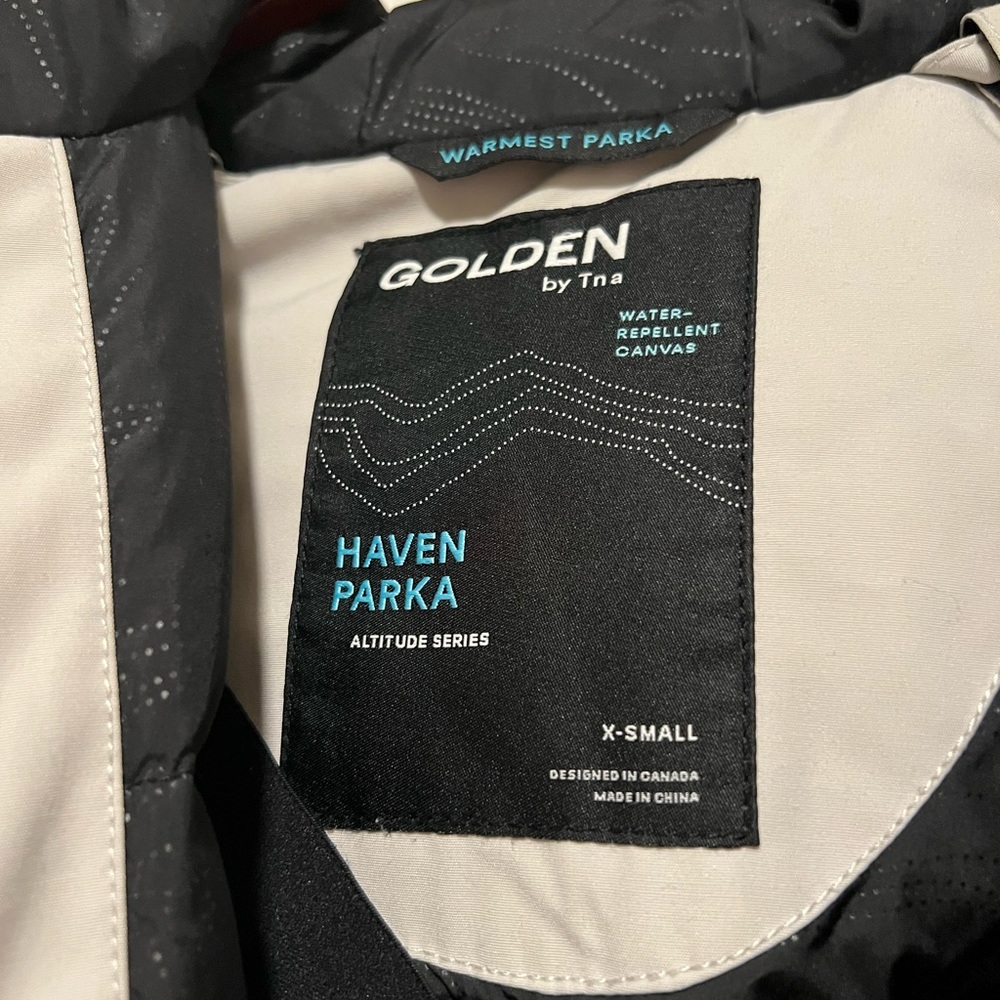 WARMEST PARKA
GOLDEN
by Tna
WATER-
REPELLENT
CANVAS
HAVEN
PARKA
ALTITUDE SERIES
X-SMALL
DESIGNED IN CANADA
MADE IN CHINA